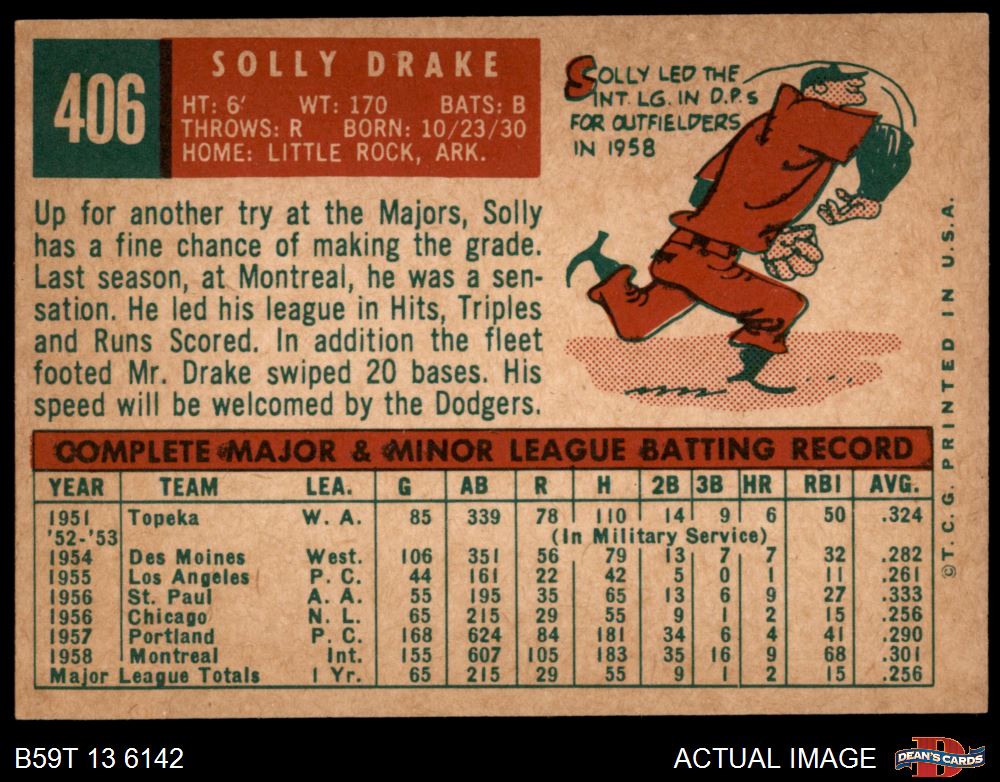 406
SOLLY DRAKE
HT: 6' WT: 170 BATS: B
THROWS: R BORN: 10/23/30
HOME: LITTLE ROCK, ARK.
SOLLY LED THE
INT. LG. IN D.P.s
FOR OUTFIELDERS
IN 1958
Up for another try at the Majors, Solly
has a fine chance of making the grade.
Last season, at Montreal, he was a sen-
sation. He led his league in Hits, Triples
and Runs Scored. In addition the fleet
footed Mr. Drake swiped 20 bases. His
speed will be welcomed by the Dodgers.
COMPLETE MAJOR & MINOR LEAGUE BATTING RECORD
YEAR TEAM LEA. G AB R H 2B 3B HR RBI AVG.
1951 Topeka W. A. 85 339 78 110 14 9 6 50 .324
'52-'53 (In Military Service)
1954 Des Moines West. 106 351 56 79 13 7 7 32 .282
1955 Los Angeles P. C. 44 161 22 42 5 0 1 11 .261
1956 St. Paul A. A. 55 195 35 65 13 6 9 27 .333
1956 Chicago N. L. 65 215 29 55 9 1 2 15 .256
1957 Portland P. C. 168 624 84 181 34 6 4 41 .290
1958 Montreal Int. 155 607 105 183 35 16 9 68 .301
Major League Totals 1 Yr. 65 215 29 55 9 1 2 15 .256
©T. C. G. PRINTED IN U.S.A.
B59T 13 6142
ACTUAL IMAGE
D
DEAN'S CARDS